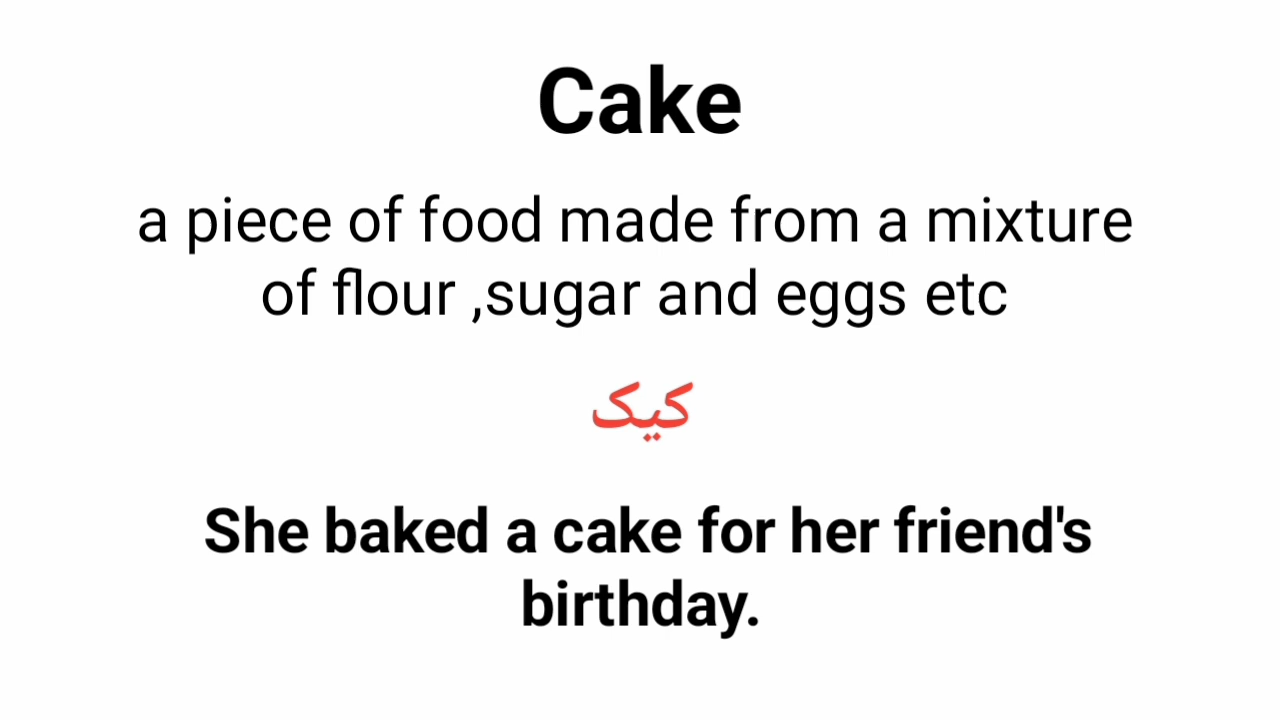 Cake
a piece of food made from a mixture
of flour ,sugar and eggs etc
کیک
She baked a cake for her friend's
birthday.